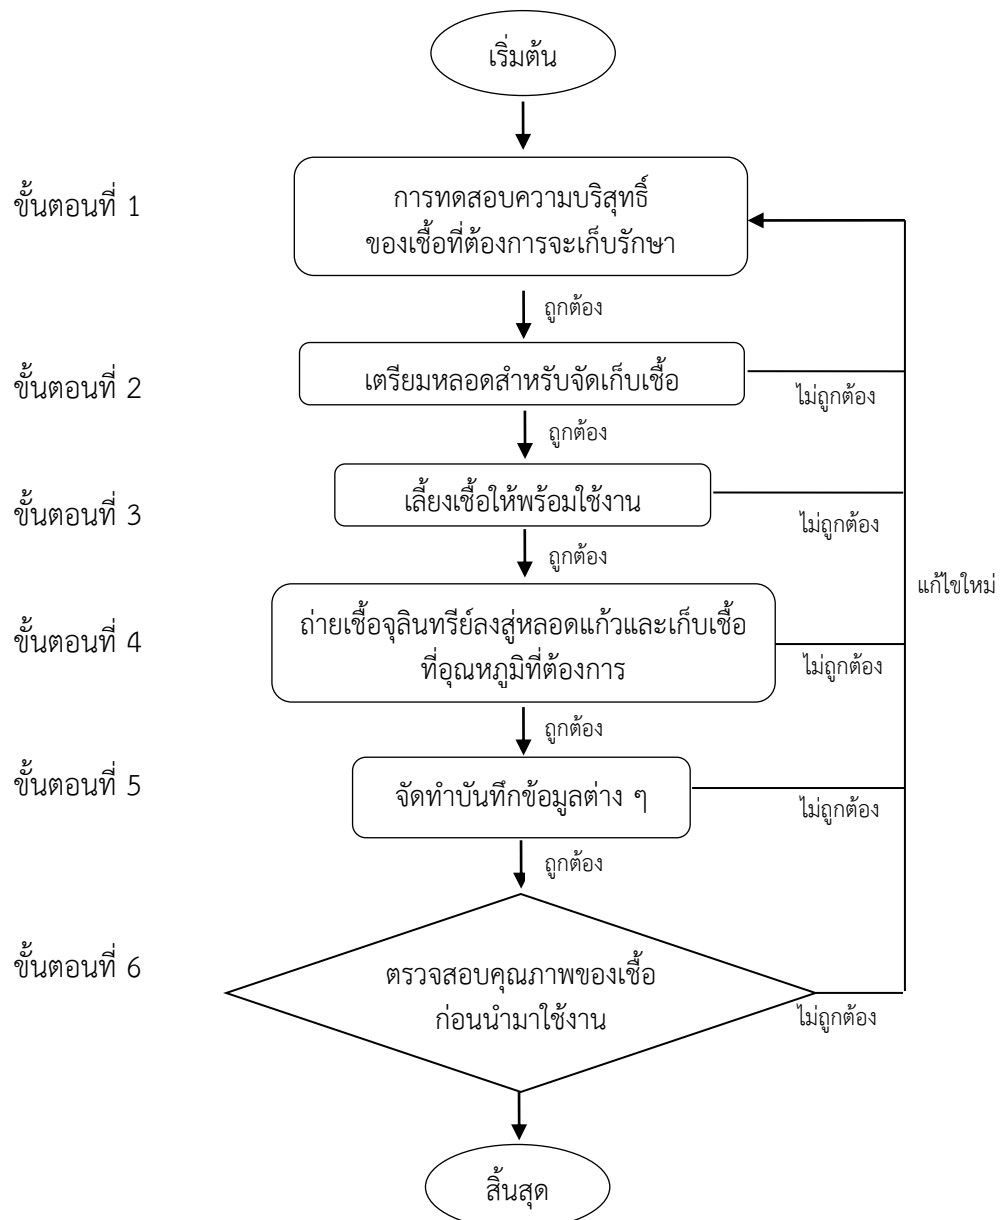 เริ่มต้น
ขั้นตอนที่ 1
การทดสอบความบริสุทธิ์
ของเชื้อที่ต้องการจะเก็บรักษา
ถูกต้อง
ขั้นตอนที่ 2
เตรียมหลอดสำหรับจัดเก็บเชื้อ
ไม่ถูกต้อง
ถูกต้อง
ขั้นตอนที่ 3
เลี้ยงเชื้อให้พร้อมใช้งาน
ไม่ถูกต้อง
ถูกต้อง
แก้ไขใหม่
ขั้นตอนที่ 4
ถ่ายเชื้อจุลินทรีย์ลงสู่หลอดแก้วและเก็บเชื้อ
ที่อุณหภูมิที่ต้องการ
ไม่ถูกต้อง
ถูกต้อง
ขั้นตอนที่ 5
จัดทำบันทึกข้อมูลต่าง ๆ
ไม่ถูกต้อง
ถูกต้อง
ขั้นตอนที่ 6
ตรวจสอบคุณภาพของเชื้อ
ก่อนนำมาใช้งาน
ไม่ถูกต้อง
สิ้นสุด